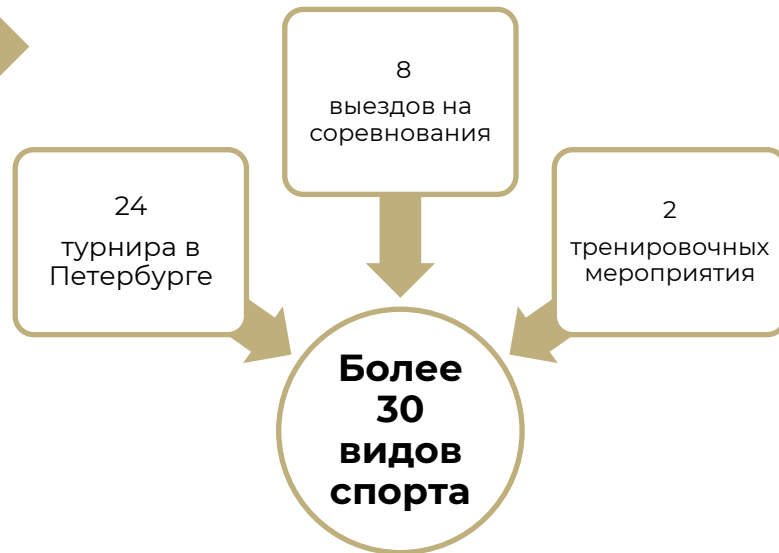 8
выездов на
соревнования
24
турнира в
Петербурге
2
тренировочных
мероприятия
Более
30
видов
спорта